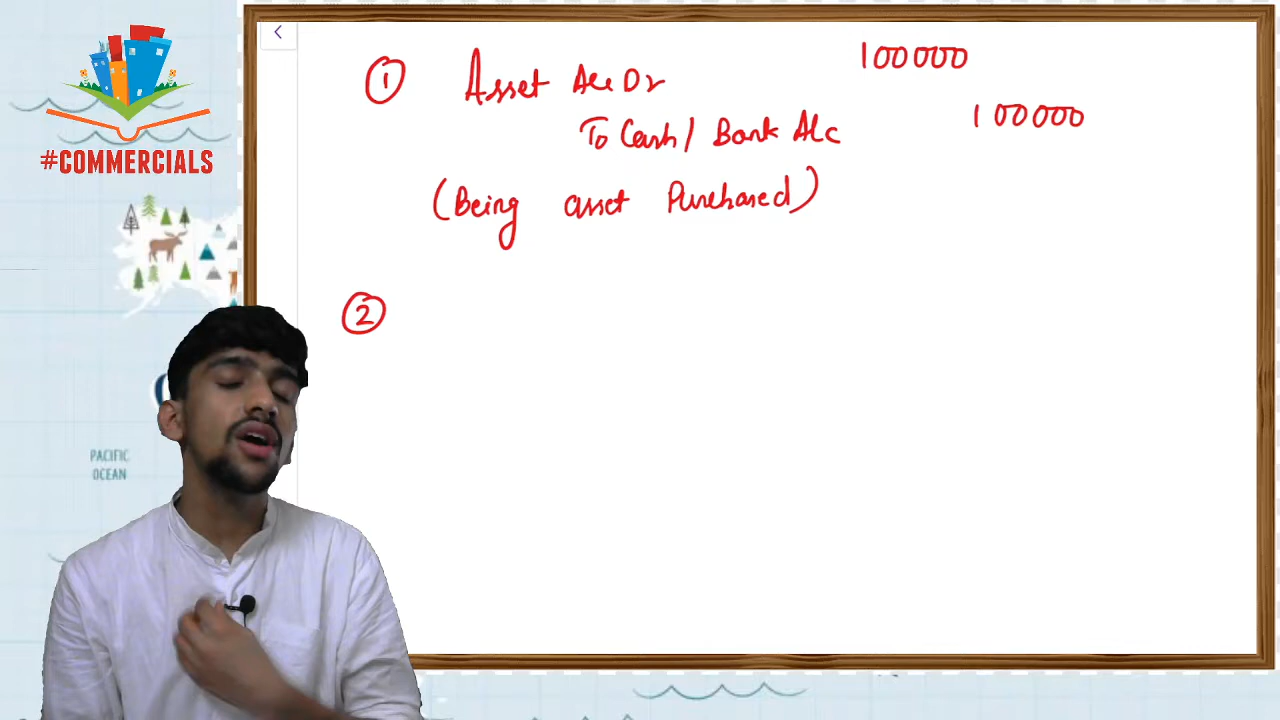 #COMMERCIALS
PACIFIC
OCEAN
① Asset A/c Dr 100000
To Cash/ Bank A/c 100000
(Being asset Purchased)
②